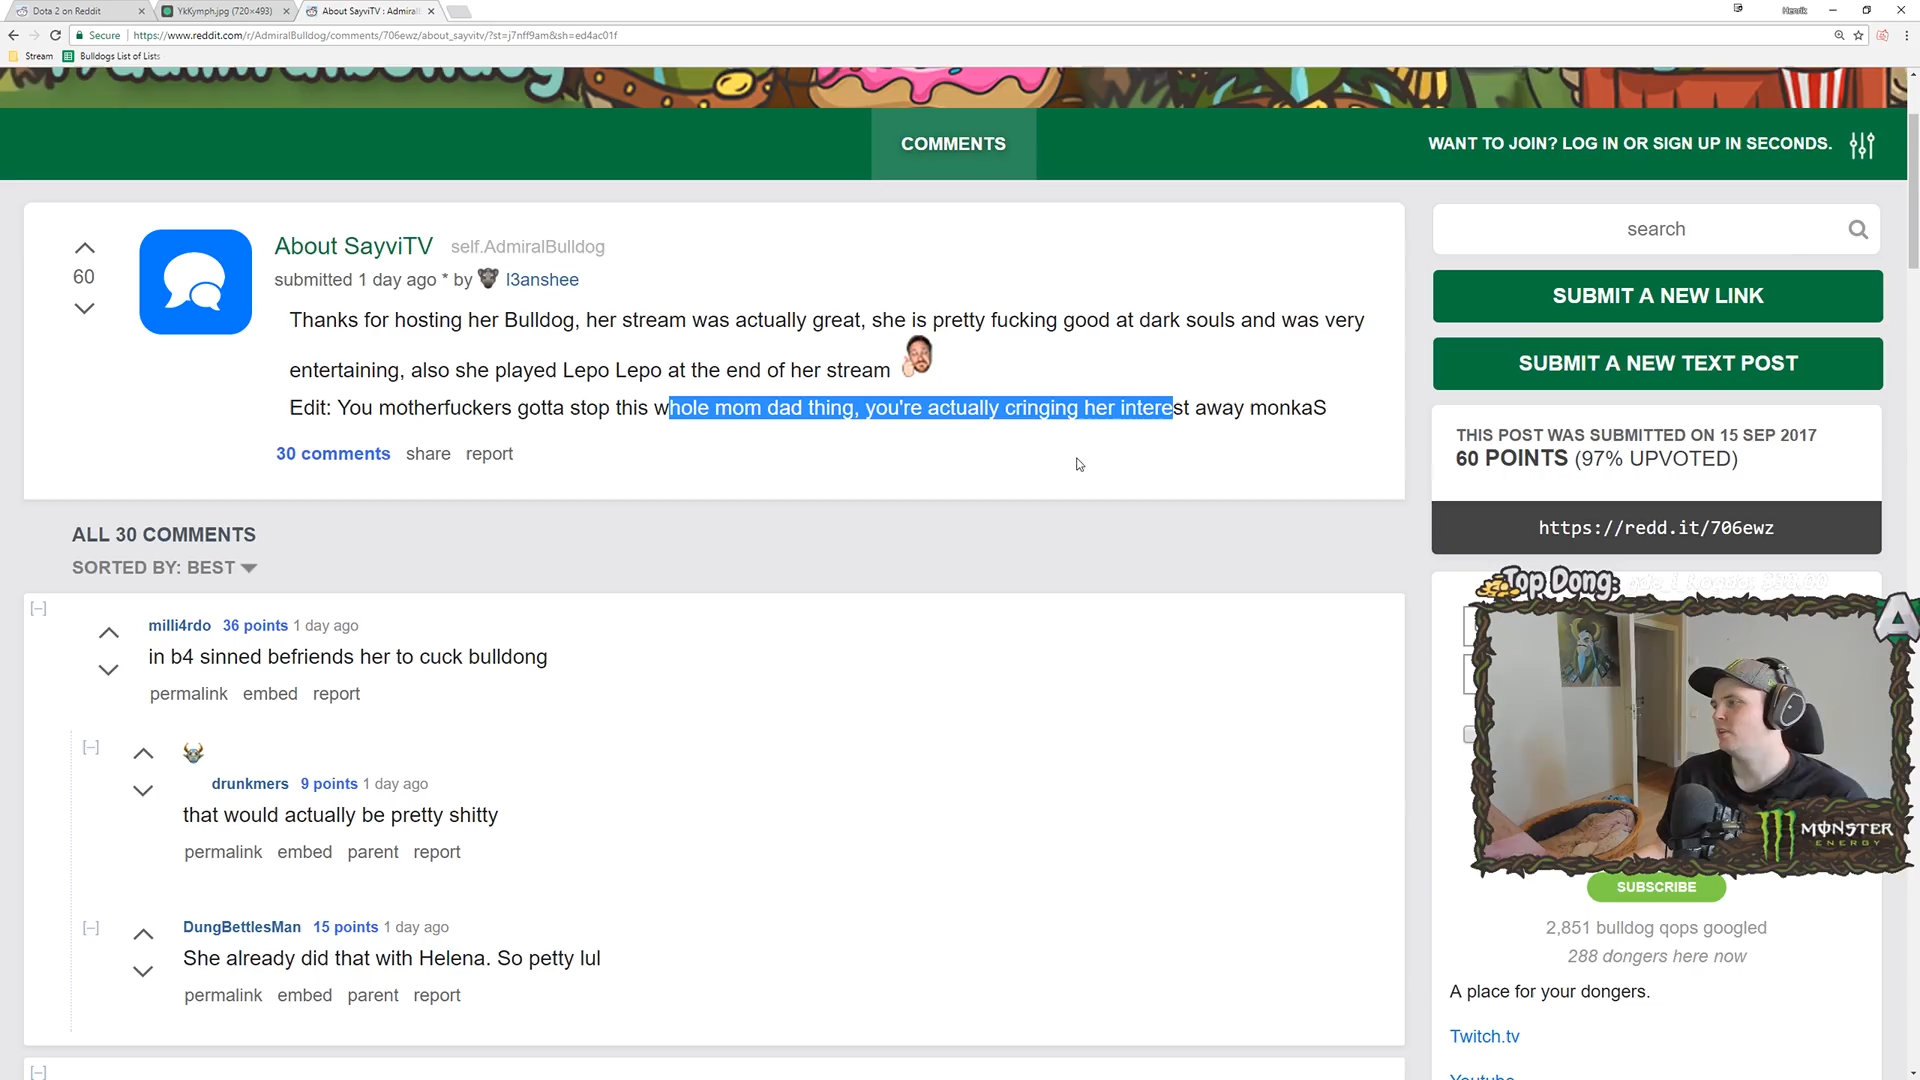 Dota 2 on Reddit
YkKymph.jpg (720×493)
About SayviTV : Admiral
Henrik
Secure
https://www.reddit.com/r/AdmiralBulldog/comments/706ewz/about_sayvitv/?st=j7nff9am&sh=ed4ac01f
Stream
Bulldogs List of Lists
COMMENTS
WANT TO JOIN? LOG IN OR SIGN UP IN SECONDS.
60
About SayviTV self.AdmiralBulldog
submitted 1 day ago * by l3anshee
Thanks for hosting her Bulldog, her stream was actually great, she is pretty fucking good at dark souls and was very
entertaining, also she played Lepo Lepo at the end of her stream
Edit: You motherfuckers gotta stop this whole mom dad thing, you're actually cringing her interest away monkaS
30 comments share report
search
SUBMIT A NEW LINK
SUBMIT A NEW TEXT POST
THIS POST WAS SUBMITTED ON 15 SEP 2017
60 POINTS (97% UPVOTED)
https://redd.it/706ewz
ALL 30 COMMENTS
SORTED BY: BEST
[–]
milli4rdo 36 points 1 day ago
in b4 sinned befriends her to cuck bulldong
permalink embed report
[–]
drunkmers 9 points 1 day ago
that would actually be pretty shitty
permalink embed parent report
[–]
DungBettlesMan 15 points 1 day ago
She already did that with Helena. So petty lul
permalink embed parent report
[–]
Top Dong:
MONSTER
ENERGY
SUBSCRIBE
2,851 bulldog qops googled
288 dongers here now
A place for your dongers.
Twitch.tv
Youtube